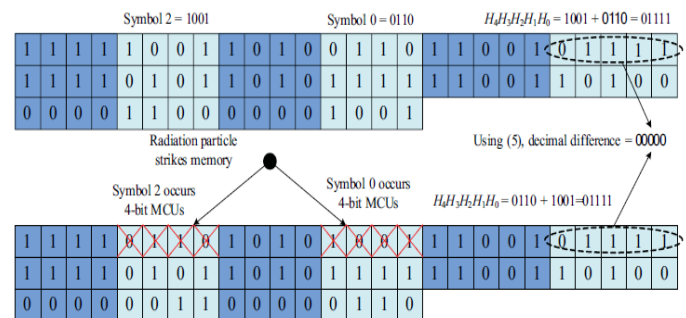 Symbol 2 = 1001 Symbol 0 = 0110 H₄H₃H₂H₁H₀ = 1001 + 0110 = 01111
1 1 1 1 1 0 0 1 1 0 1 0 0 1 1 0 1 1 0 0 1 0 1 1 1 1
1 1 1 1 0 1 0 1 1 0 1 0 1 1 1 1 1 1 0 0 1 1 0 1 0 0
0 0 0 0 1 1 0 0 0 0 0 0 1 0 0 1
Radiation particle
strikes memory
Using (5), decimal difference = 00000
Symbol 2 occurs
4-bit MCUs
Symbol 0 occurs
4-bit MCUs
H₄H₃H₂H₁H₀ = 0110 + 1001=01111
1 1 1 1 0 1 1 0 1 0 1 0 1 0 0 1 1 1 0 0 1 0 1 1 1 1
1 1 1 1 0 1 0 1 1 0 1 0 1 1 1 1 1 1 0 0 1 1 0 1 0 0
0 0 0 0 0 0 1 1 0 0 0 0 0 1 1 0